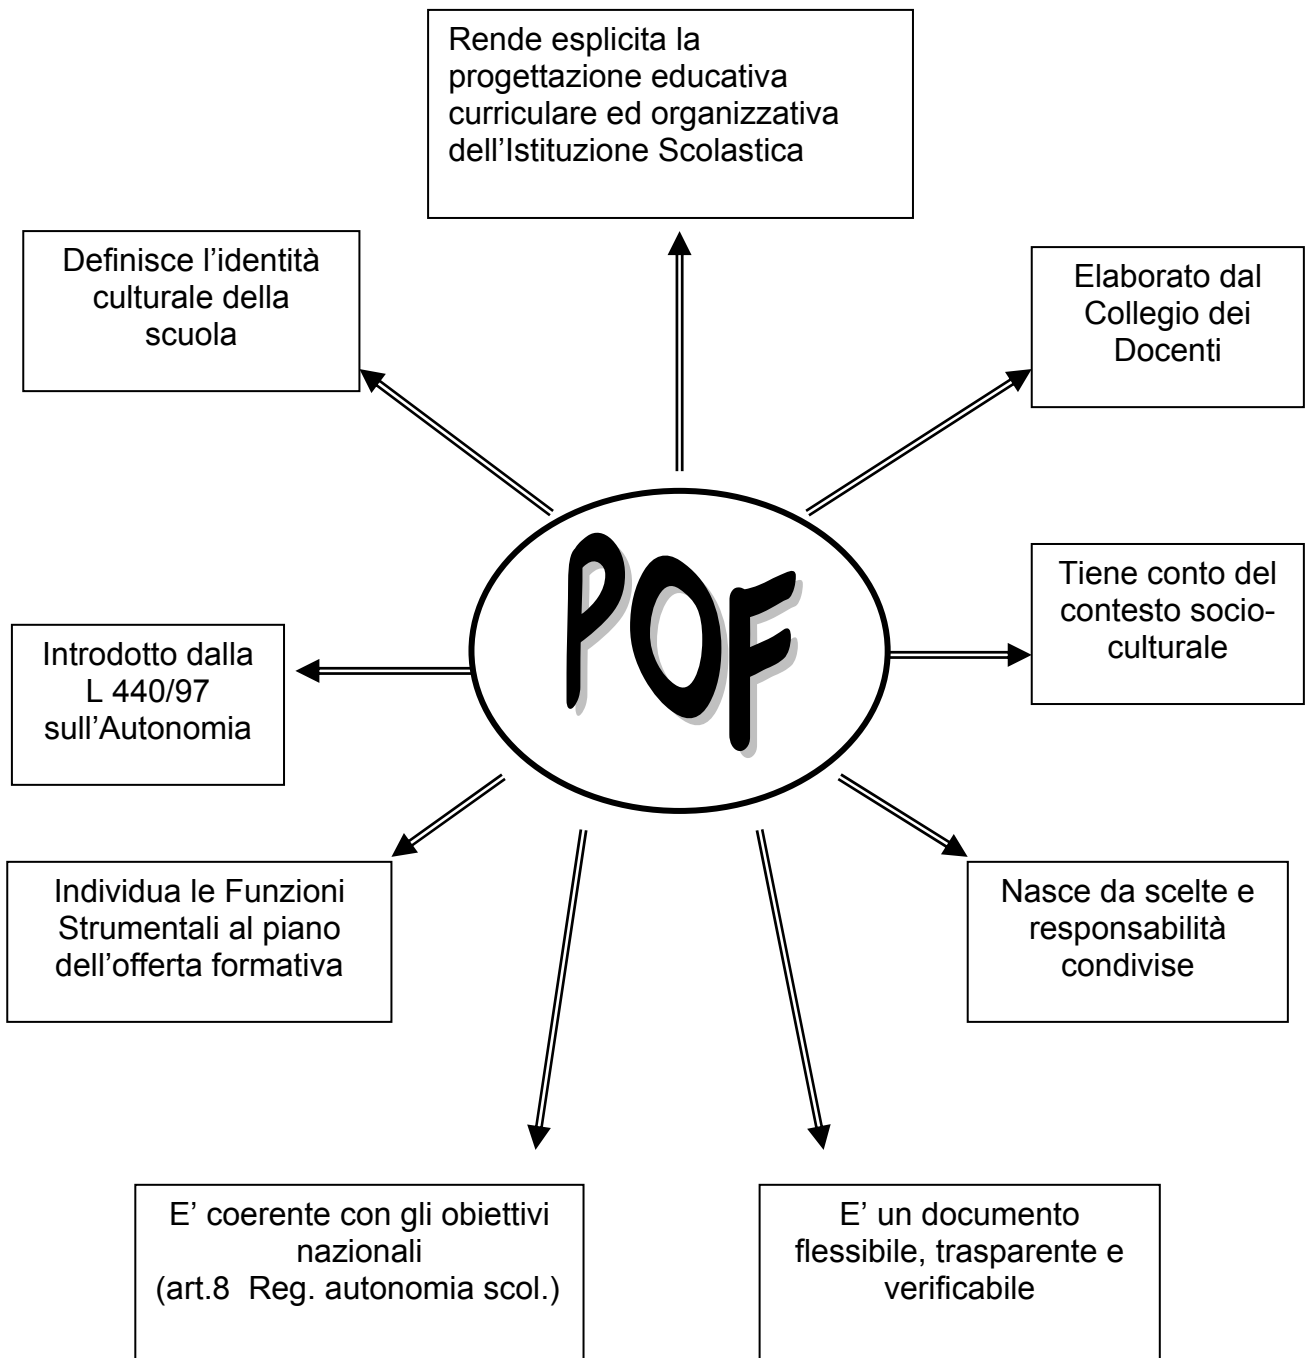 Rende esplicita la
progettazione educativa
curriculare ed organizzativa
dell’Istituzione Scolastica
Definisce l’identità
culturale della
scuola
Elaborato dal
Collegio dei
Docenti
POF
Tiene conto del
contesto socio-
culturale
Introdotto dalla
L 440/97
sull’Autonomia
Individua le Funzioni
Strumentali al piano
dell’offerta formativa
Nasce da scelte e
responsabilità
condivise
E’ coerente con gli obiettivi
nazionali
(art.8  Reg. autonomia scol.)
E’ un documento
flessibile, trasparente e
verificabile